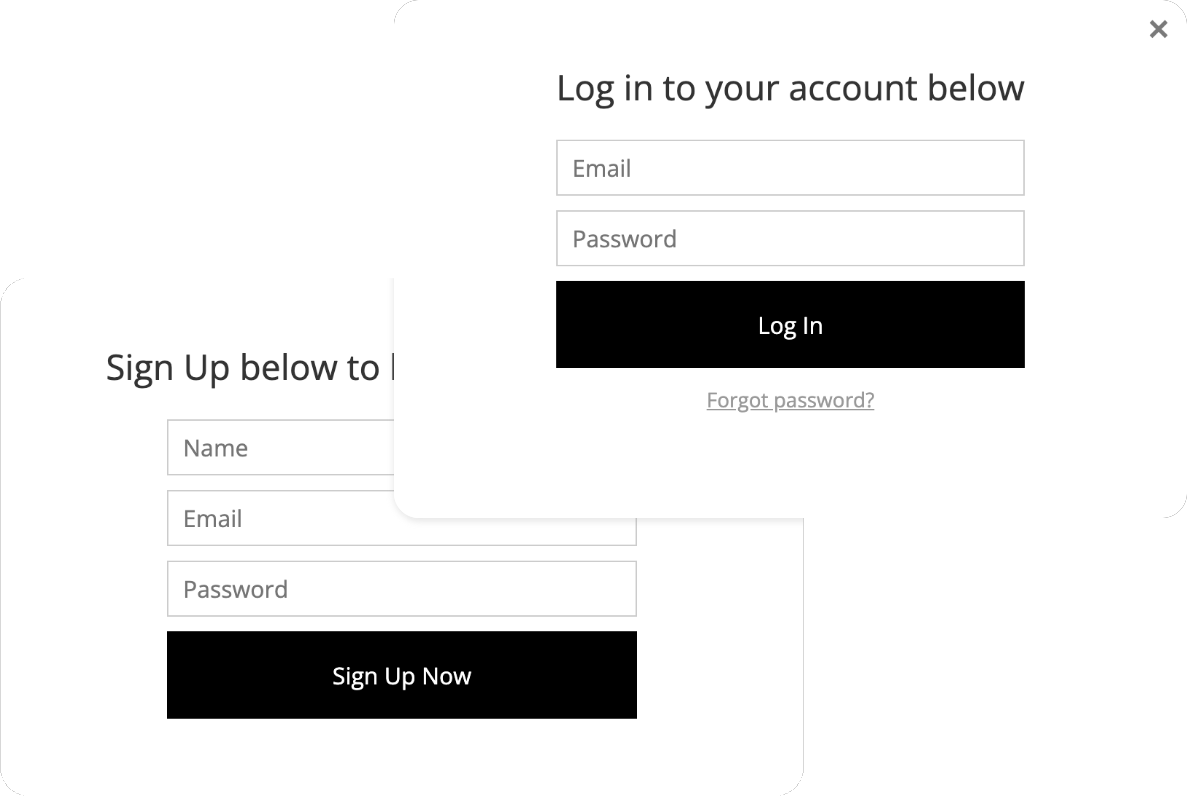 Log in to your account below
Email
Password
Log In
Forgot password?
Sign Up below to
Name
Email
Password
Sign Up Now